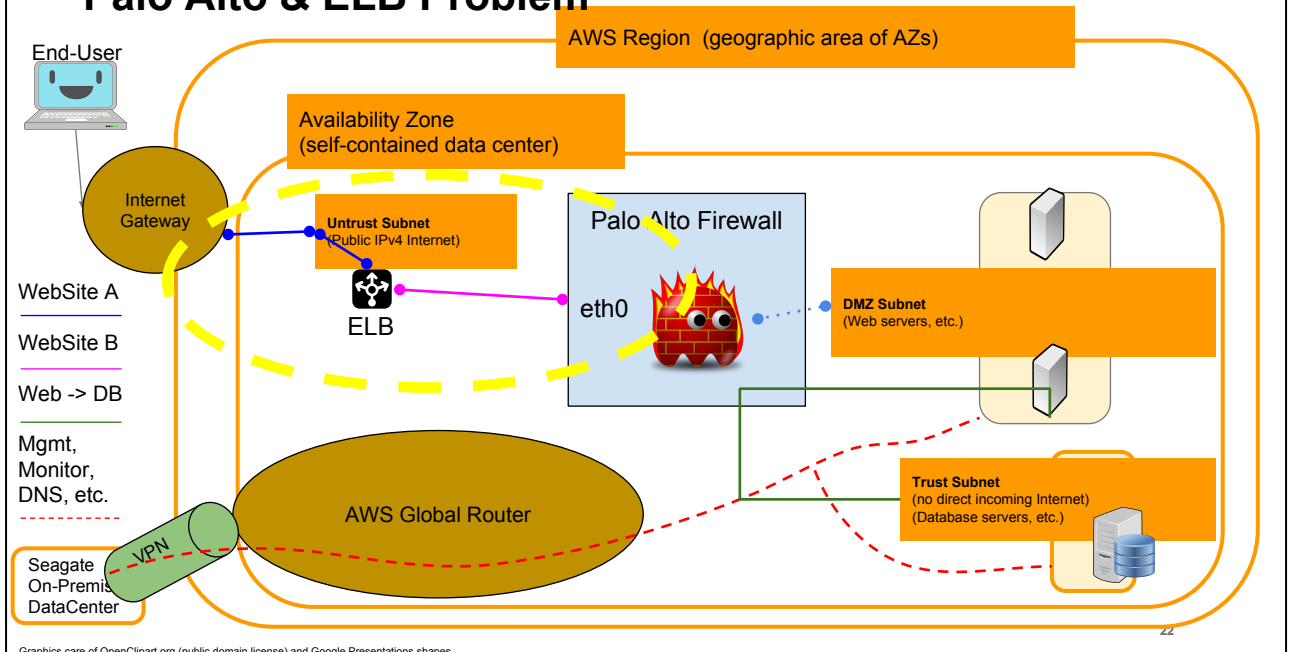 Palo Alto & ELB Problem
AWS Region (geographic area of AZs)
End-User
Availability Zone
(self-contained data center)
Internet
Gateway
Untrust Subnet
(Public IPv4 Internet)
Palo Alto Firewall
WebSite A
ELB
eth0
DMZ Subnet
(Web servers, etc.)
WebSite B
Web -> DB
Mgmt,
Monitor,
DNS, etc.
Trust Subnet
(no direct incoming Internet)
(Database servers, etc.)
AWS Global Router
VPN
Seagate
On-Premis
DataCenter
22
Graphics care of OpenClipart.org (public domain license) and Google Presentations shapes